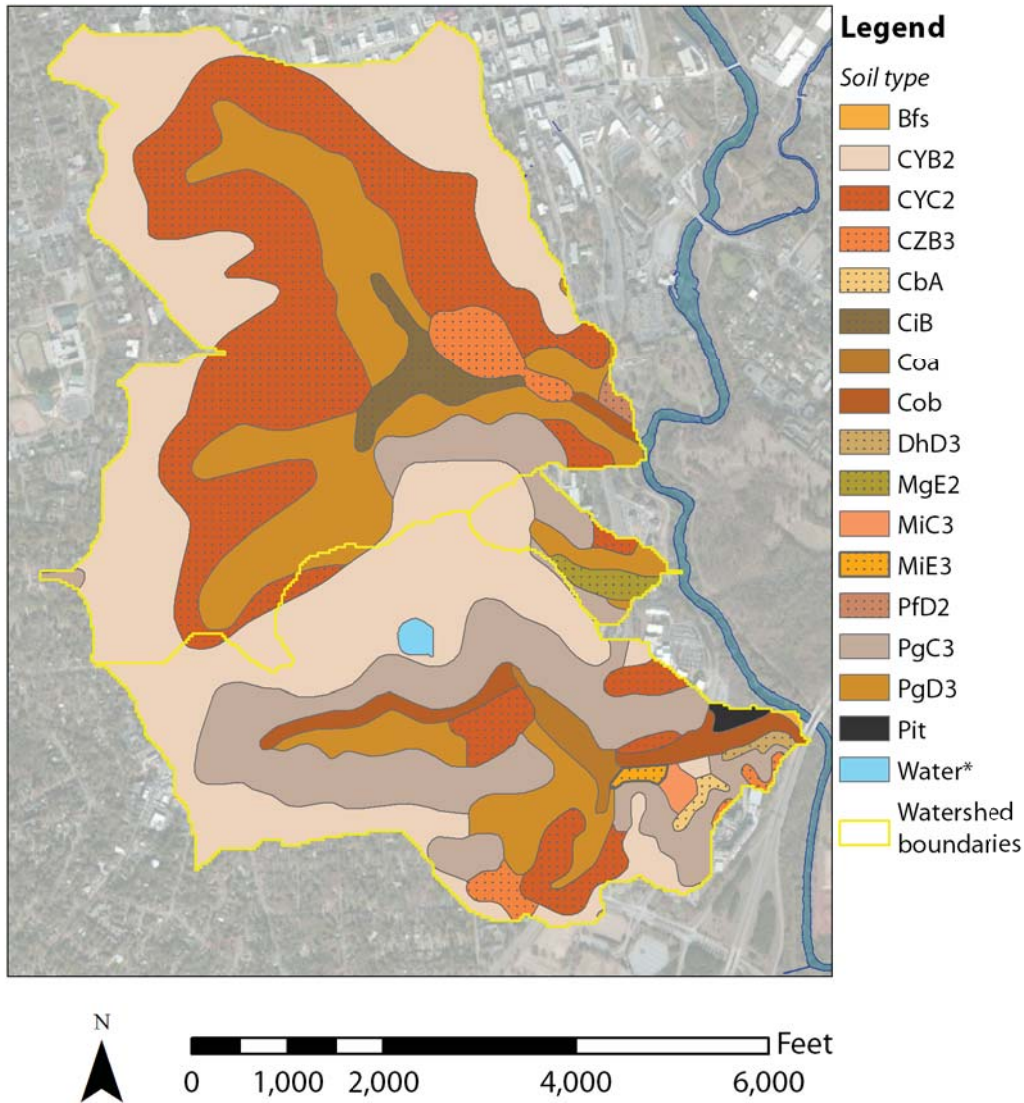 Legend
Soil type
Bfs
CYB2
CYC2
CZB3
CbA
CiB
Coa
Cob
DhD3
MgE2
MiC3
MiE3
PfD2
PgC3
PgD3
Pit
Water*
Watershed
boundaries
N
Feet
0 1,000 2,000 4,000 6,000